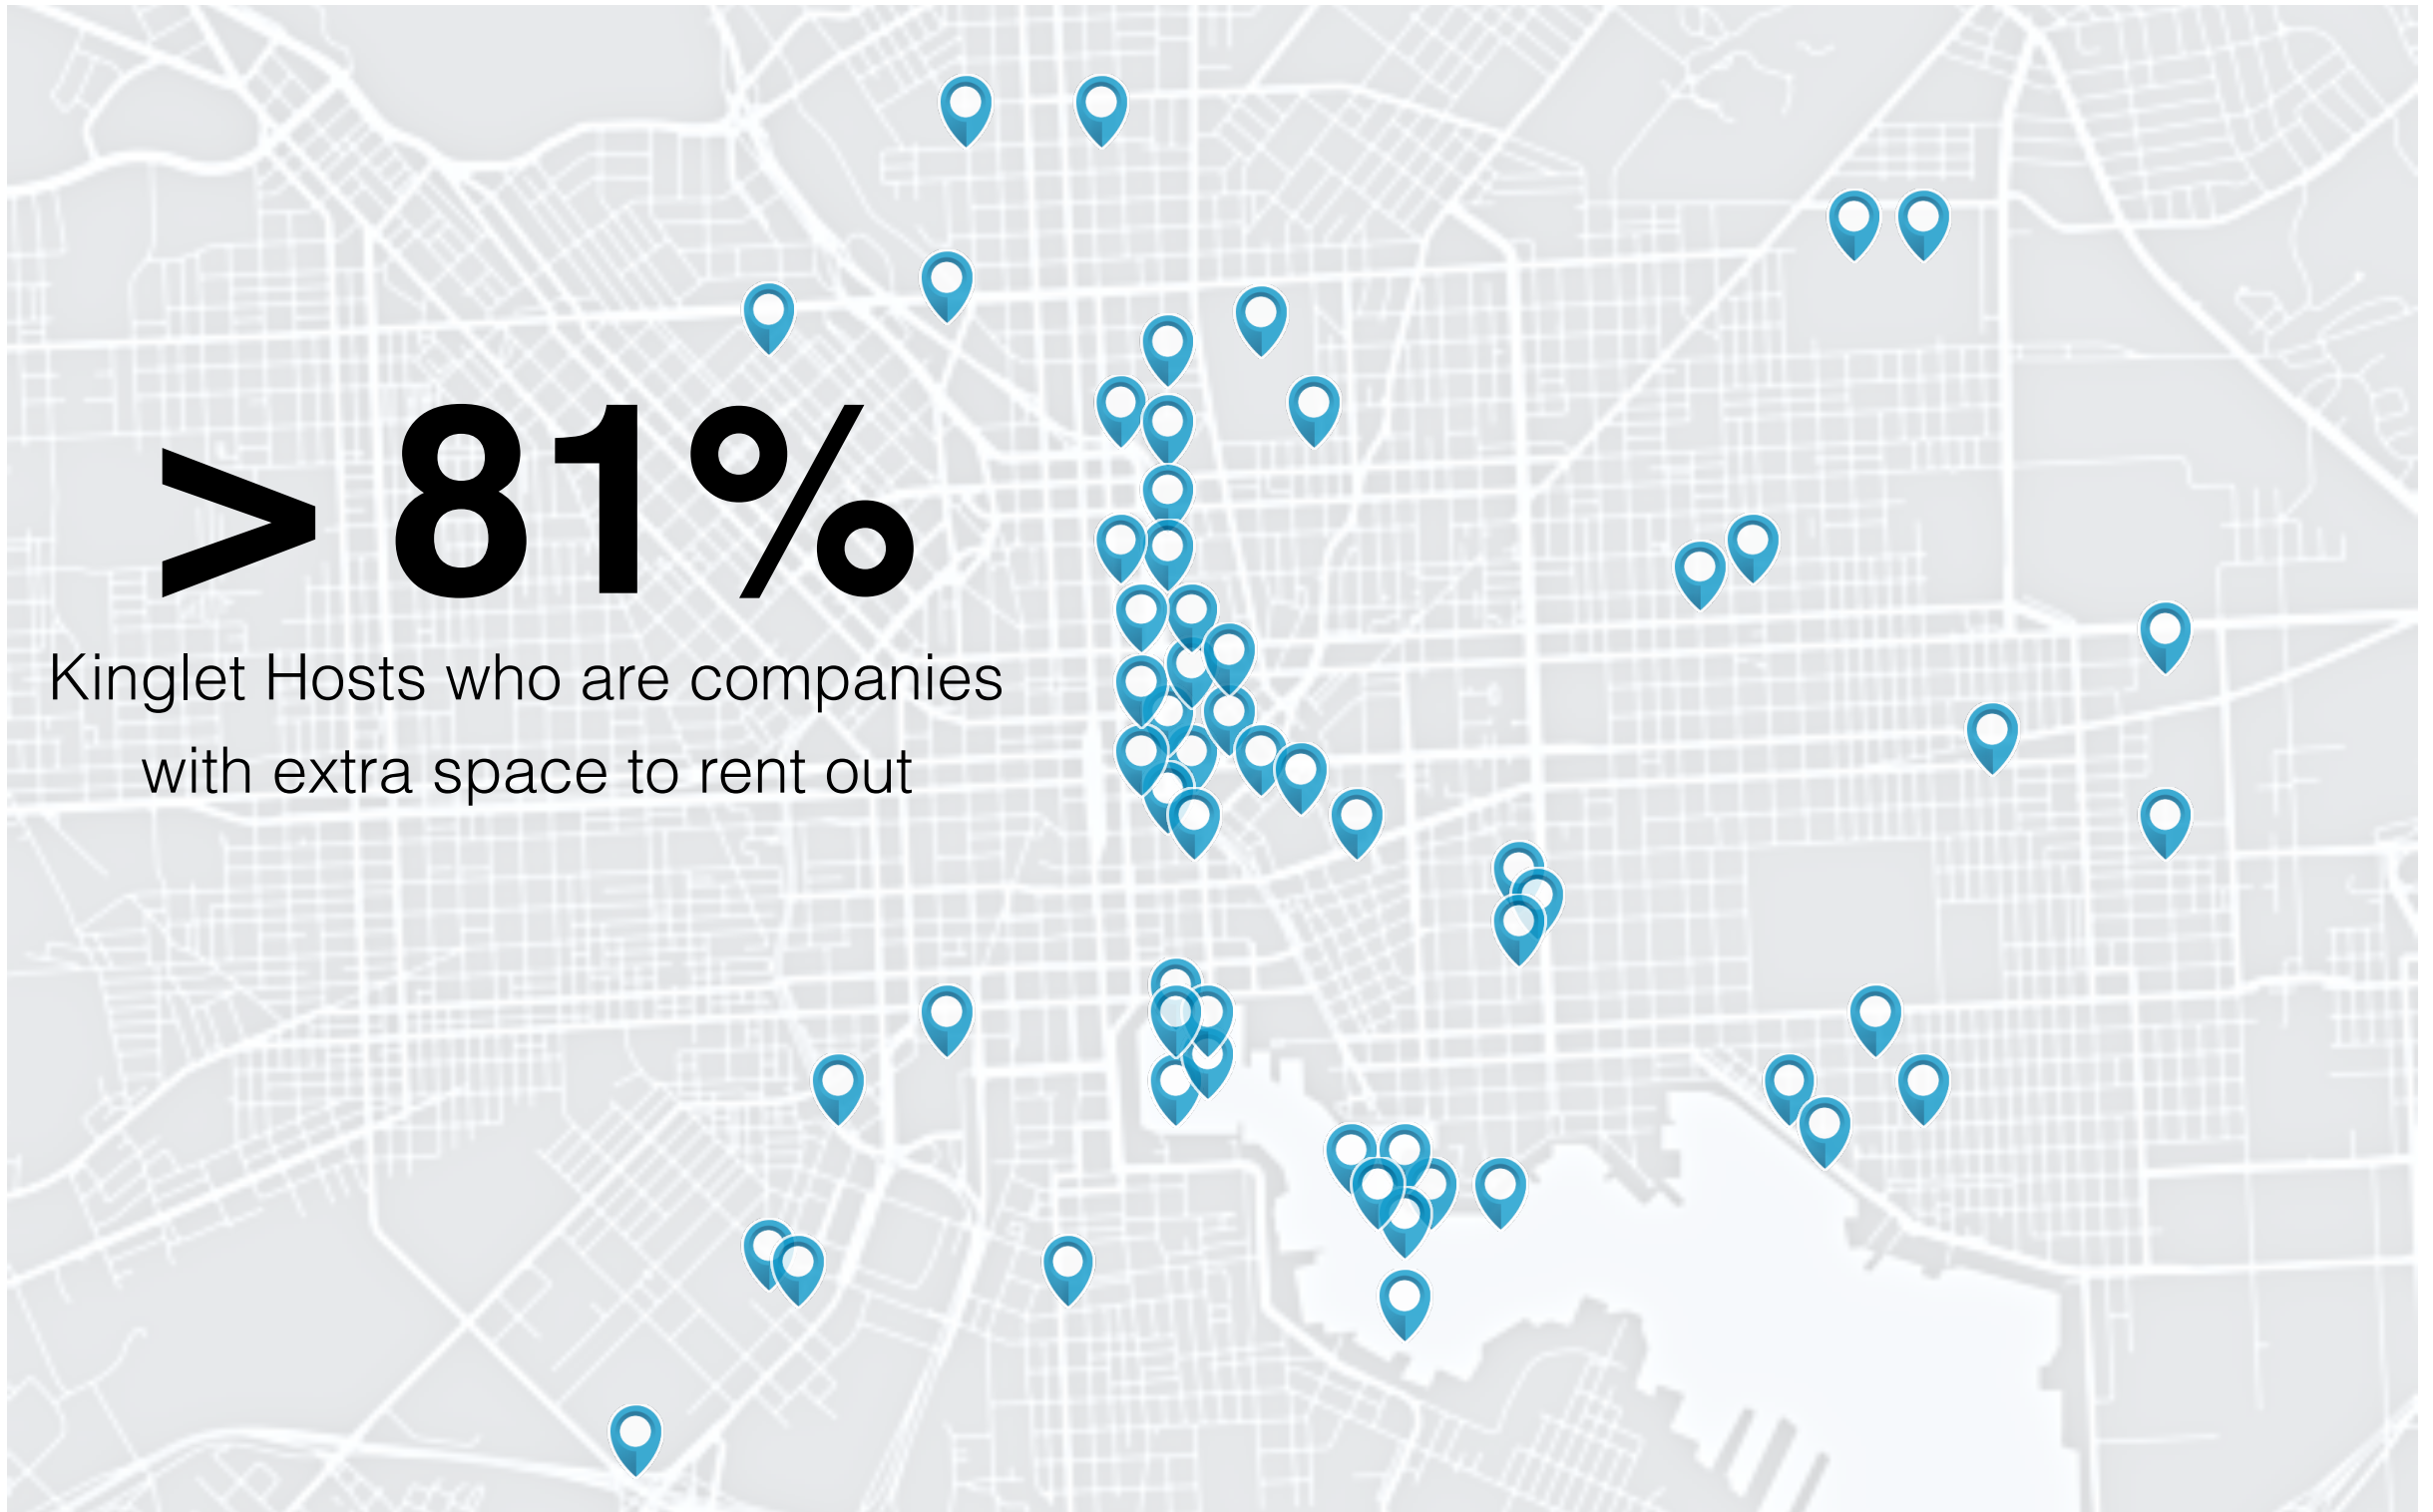 > 81%
Kinglet Hosts who are companies
with extra space to rent out